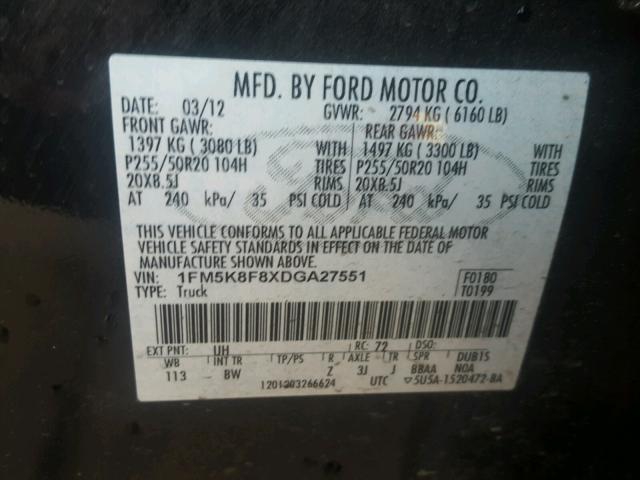 MFD. BY FORD MOTOR CO.
DATE: 03/12 GVWR: 2794 KG ( 6160 LB)
FRONT GAWR: REAR GAWR:
1397 KG ( 3080 LB) WITH 1497 KG ( 3300 LB) WITH
P255/50R20 104H TIRES P255/50R20 104H TIRES
20X8.5J RIMS 20X8.5J RIMS
AT 240 kPa/ 35 PSI COLD AT 240 kPa/ 35 PSI COLD
THIS VEHICLE CONFORMS TO ALL APPLICABLE FEDERAL MOTOR
VEHICLE SAFETY STANDARDS IN EFFECT ON THE DATE OF
MANUFACTURE SHOWN ABOVE.
VIN: 1FM5K8F8XDGA27551 F0180
TYPE: Truck T0199
EXT PNT: UH RC: 72 DSO:
WB INT TR TP/PS R AXLE TR SPR DUB15
113 BW Z 3J J BBAA NOA
1201203266624 UTC ▽5U5A-1520472-BA